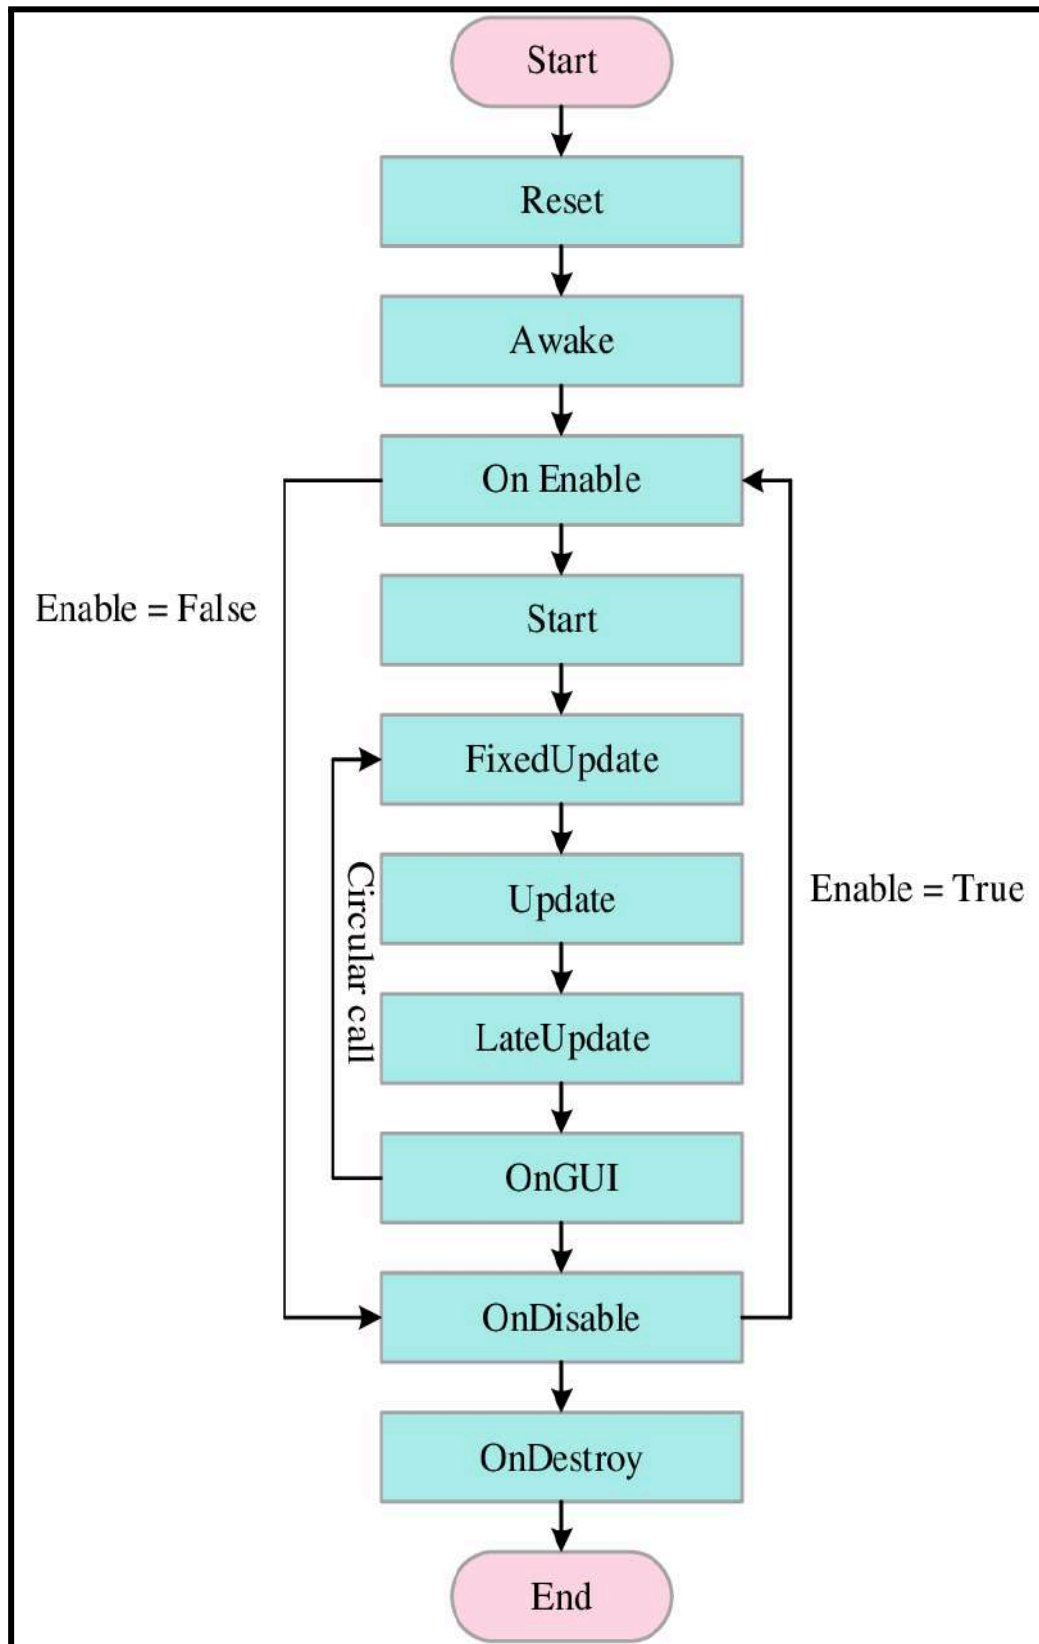 Start
Reset
Awake
On Enable
Enable = False
Start
FixedUpdate
Circular call
Update
Enable = True
LateUpdate
OnGUI
OnDisable
OnDestroy
End